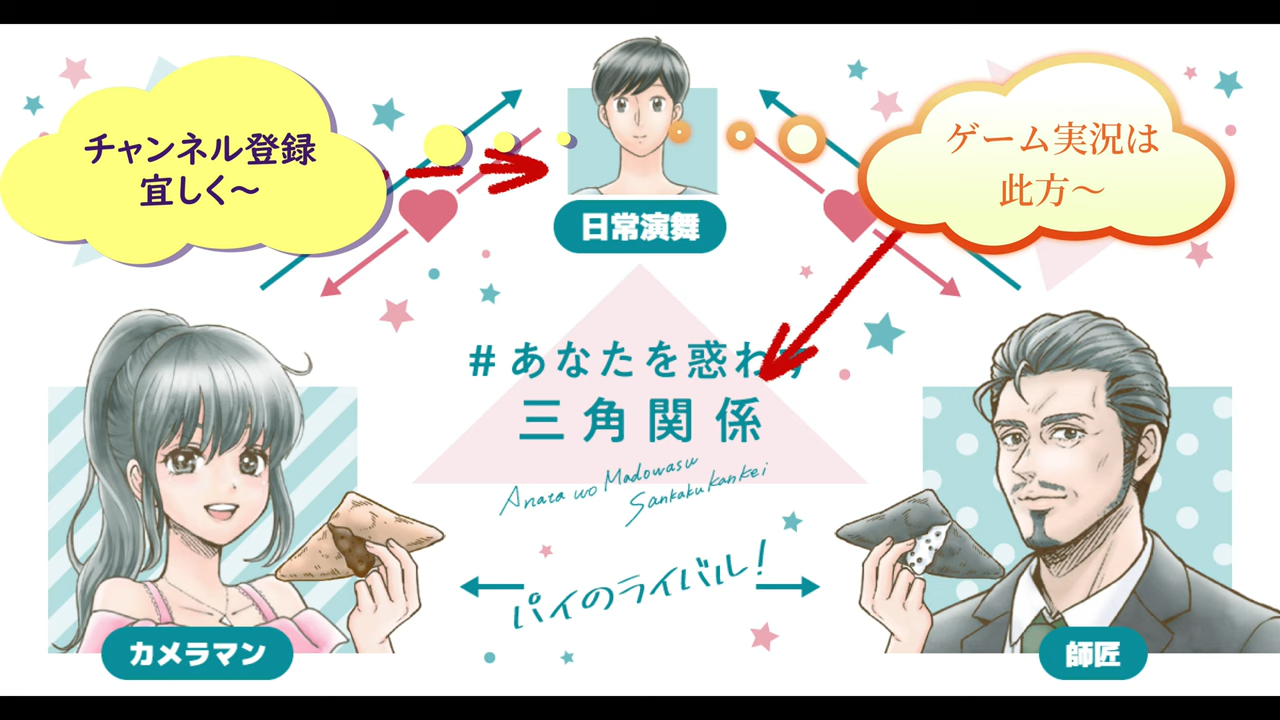 チャンネル登録
宜しく～
ゲーム実況は
此方～
日常演舞
#あなたを惑わす
三角関係
Anata wo Madowasu
Sankaku kankei
パイのライバル!
カメラマン
師匠